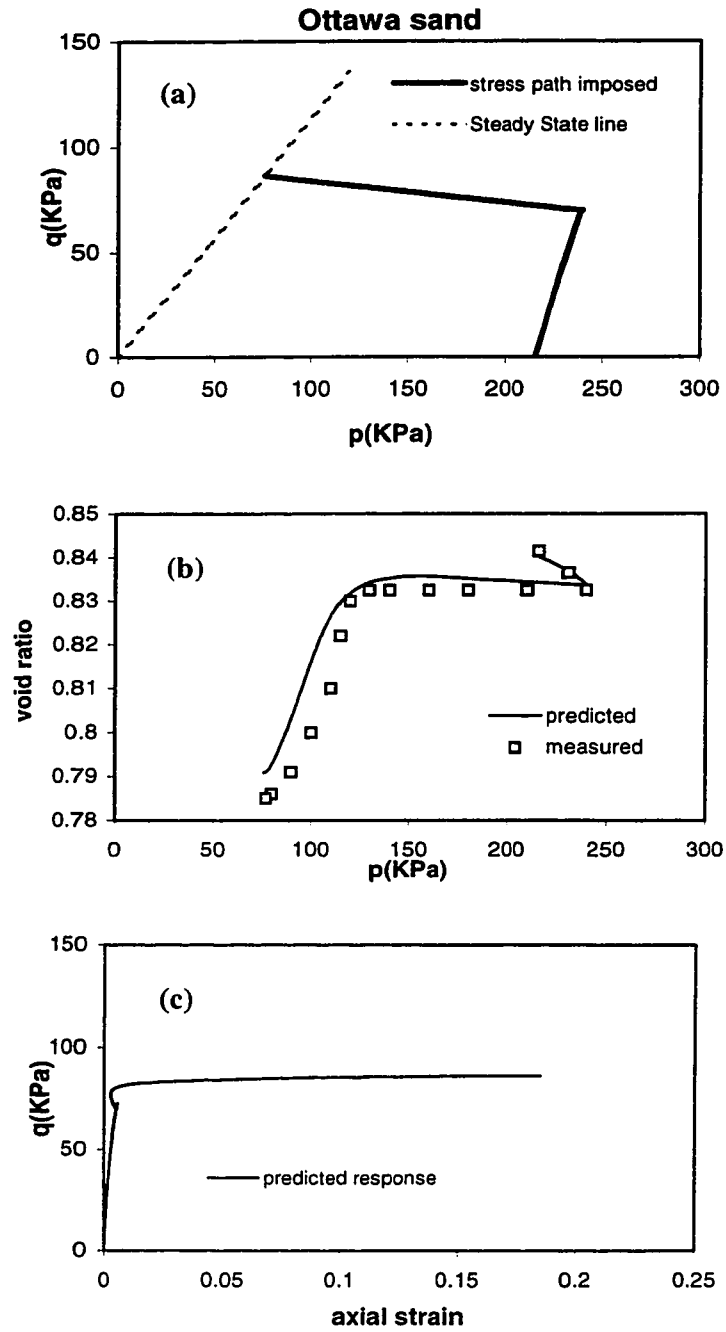 Ottawa sand
150
100
50
0
q(KPa)
(a)
stress path imposed
Steady State line
0 50 100 150 200 250 300
p(KPa)
0.85
0.84
0.83
0.82
0.81
0.8
0.79
0.78
void ratio
(b)
predicted
measured
0 50 100 150 200 250 300
p(KPa)
150
100
50
0
q(KPa)
(c)
predicted response
0 0.05 0.1 0.15 0.2 0.25
axial strain